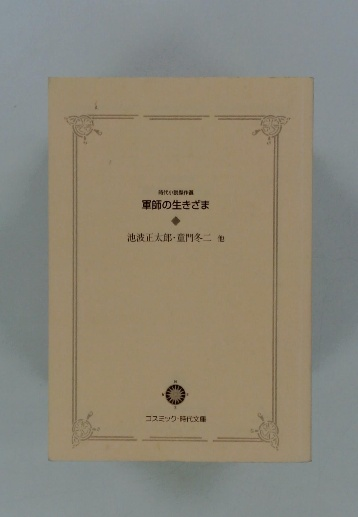 時代小説傑作選
軍師の生きざま
池波正太郎・童門冬二 他
コスミック・時代文庫